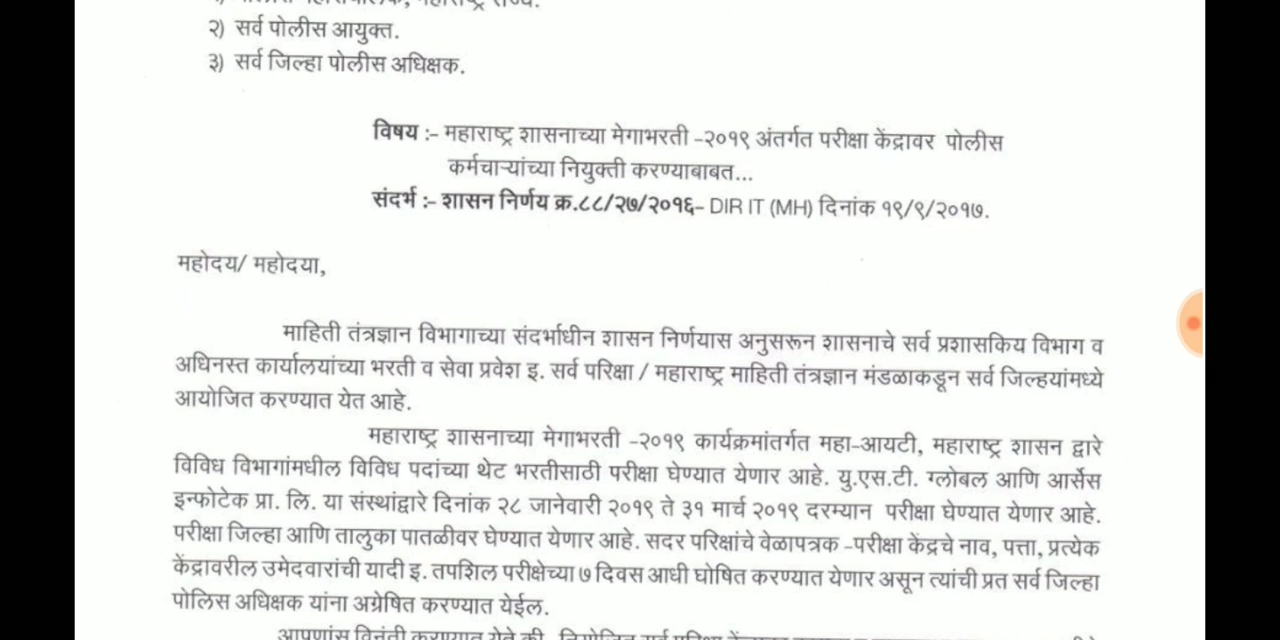 २) सर्व पोलीस आयुक्त.
३) सर्व जिल्हा पोलीस अधिक्षक.
विषय :- महाराष्ट्र शासनाच्या मेगाभरती -२०१९ अंतर्गत परीक्षा केंद्रावर पोलीस
कर्मचाऱ्यांच्या नियुक्ती करण्याबाबत...
संदर्भ :- शासन निर्णय क्र.८८/२७/२०१६- DIR IT (MH) दिनांक १९/९/२०१७.
महोदय/ महोदया,
माहिती तंत्रज्ञान विभागाच्या संदर्भाधीन शासन निर्णयास अनुसरून शासनाचे सर्व प्रशासकिय विभाग व
अधिनस्त कार्यालयांच्या भरती व सेवा प्रवेश इ. सर्व परिक्षा / महाराष्ट्र माहिती तंत्रज्ञान मंडळाकडून सर्व जिल्हयांमध्ये
आयोजित करण्यात येत आहे.
महाराष्ट्र शासनाच्या मेगाभरती -२०१९ कार्यक्रमांतर्गत महा-आयटी, महाराष्ट्र शासन द्वारे
विविध विभागांमधील विविध पदांच्या थेट भरतीसाठी परीक्षा घेण्यात येणार आहे. यु.एस.टी. ग्लोबल आणि आर्सेस
इन्फोटेक प्रा. लि. या संस्थांद्वारे दिनांक २८ जानेवारी २०१९ ते ३१ मार्च २०१९ दरम्यान परीक्षा घेण्यात येणार आहे.
परीक्षा जिल्हा आणि तालुका पातळीवर घेण्यात येणार आहे. सदर परिक्षांचे वेळापत्रक -परीक्षा केंद्रचे नाव, पत्ता, प्रत्येक
केंद्रावरील उमेदवारांची यादी इ. तपशिल परीक्षेच्या ७ दिवस आधी घोषित करण्यात येणार असून त्यांची प्रत सर्व जिल्हा
पोलिस अधिक्षक यांना अग्रेषित करण्यात येईल.
आपणांस विनंती करण्यात येते की,